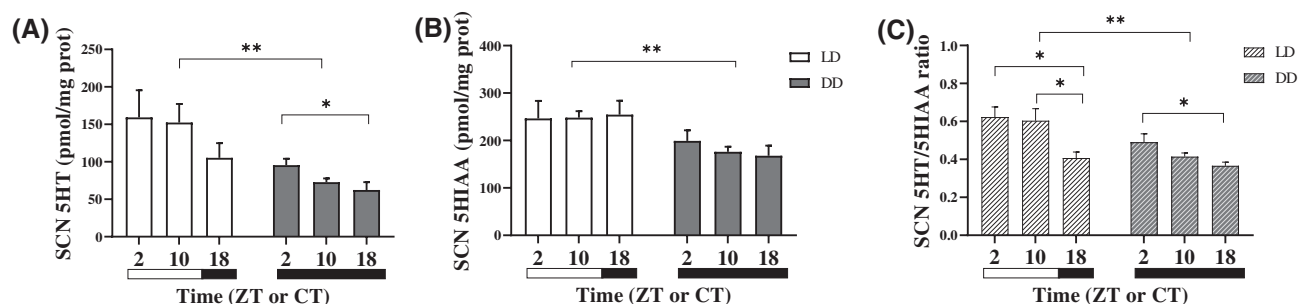 (A)
SCN 5HT (pmol/mg prot)
250
200
150
100
50
0
**
*
2 10 18 2 10 18
Time (ZT or CT)
(B)
SCN 5HIAA (pmol/mg prot)
400
300
200
100
0
**
LD
DD
2 10 18 2 10 18
Time (ZT or CT)
(C)
SCN 5HT/5HIAA ratio
1.0
0.8
0.6
0.4
0.2
0.0
**
*
*
*
LD
DD
2 10 18 2 10 18
Time (ZT or CT)